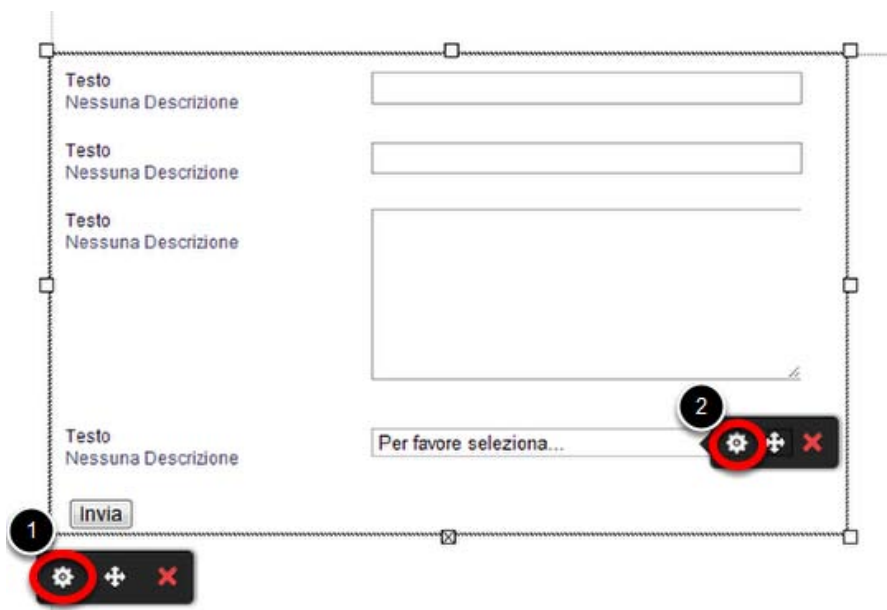 Testo
Nessuna Descrizione
Testo
Nessuna Descrizione
Testo
Nessuna Descrizione
Testo
Nessuna Descrizione
Per favore seleziona...
2
Invia
1